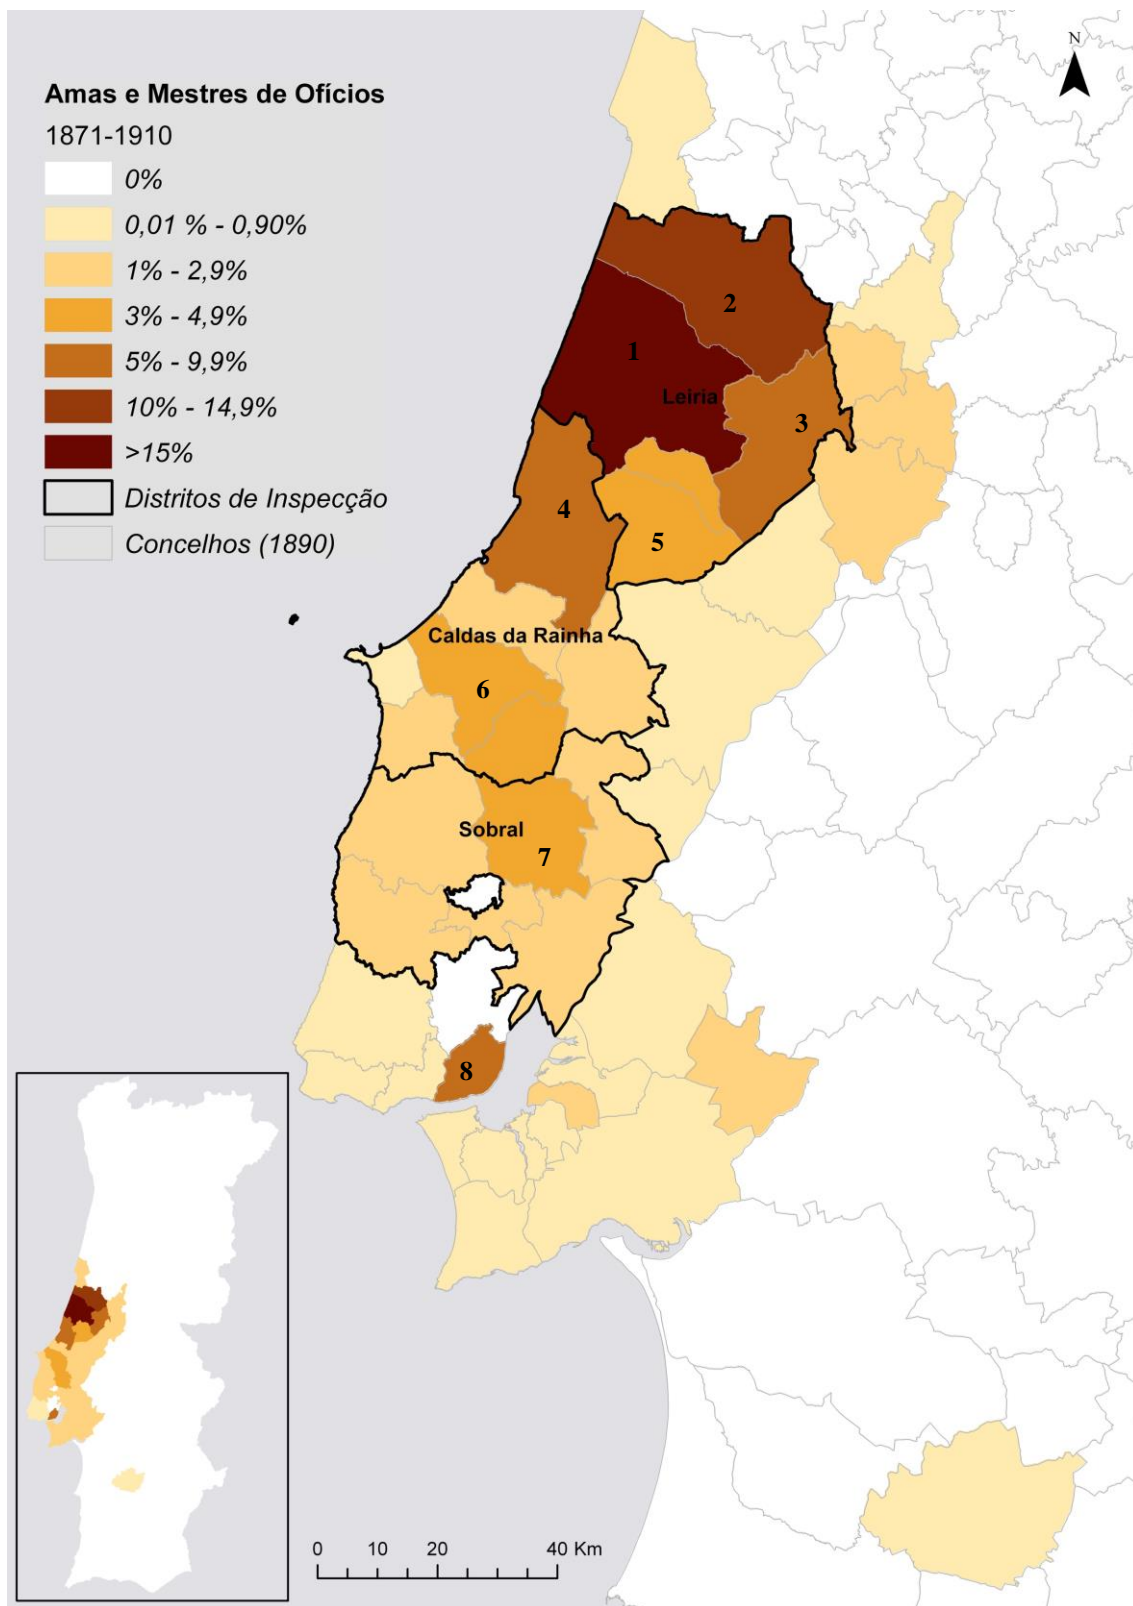 N
Amas e Mestres de Ofícios
1871-1910
0%
0,01 % - 0,90%
1% - 2,9%
3% - 4,9%
5% - 9,9%
10% - 14,9%
>15%
Distritos de Inspecção
Concelhos (1890)
2
1
Leiria
3
4
5
Caldas da Rainha
6
Sobral
7
8
0 10 20 40 Km